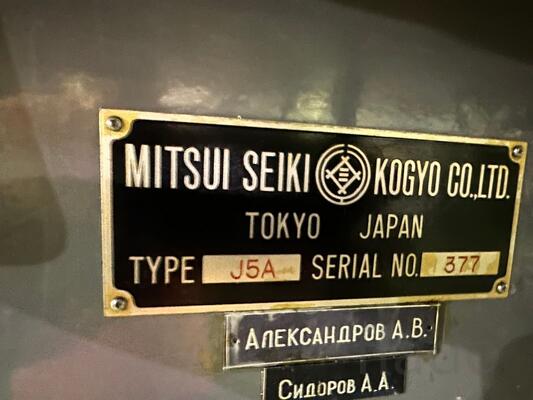 MITSUI SEIKI KOGYO CO.,LTD.
TOKYO JAPAN
TYPE J5A SERIAL NO. 377
АЛЕКСАНДРОВ А.В.
СИДОРОВ А.А.